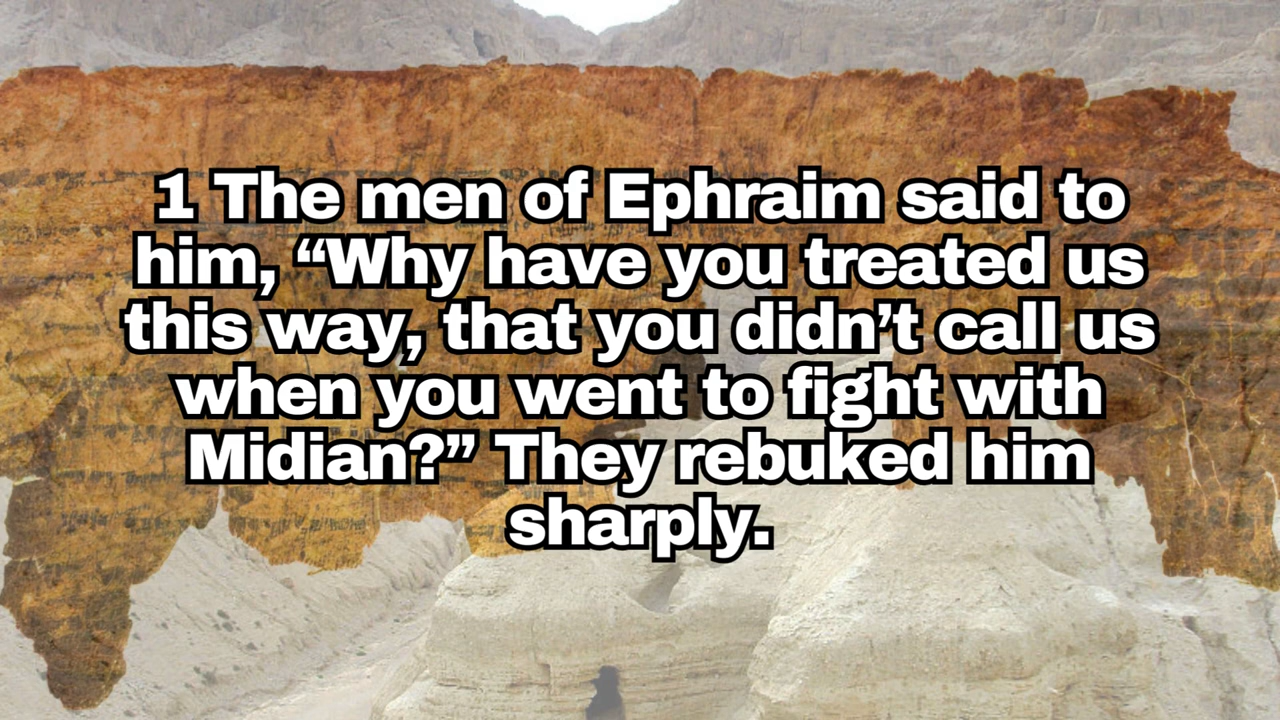 1 The men of Ephraim said to
him, “Why have you treated us
this way, that you didn’t call us
when you went to fight with
Midian?” They rebuked him
sharply.